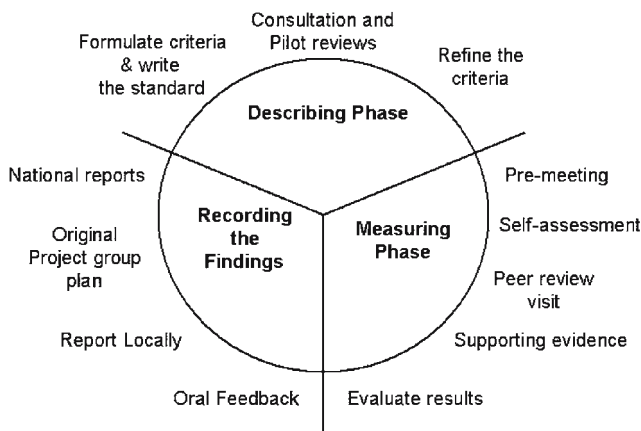 Consultation and
Pilot reviews
Formulate criteria
& write
the standard
Refine the
criteria
Describing Phase
National reports
Pre-meeting
Recording
the
Findings
Measuring
Phase
Self-assessment
Original
Project group
plan
Peer review
visit
Report Locally
Supporting evidence
Oral Feedback
Evaluate results